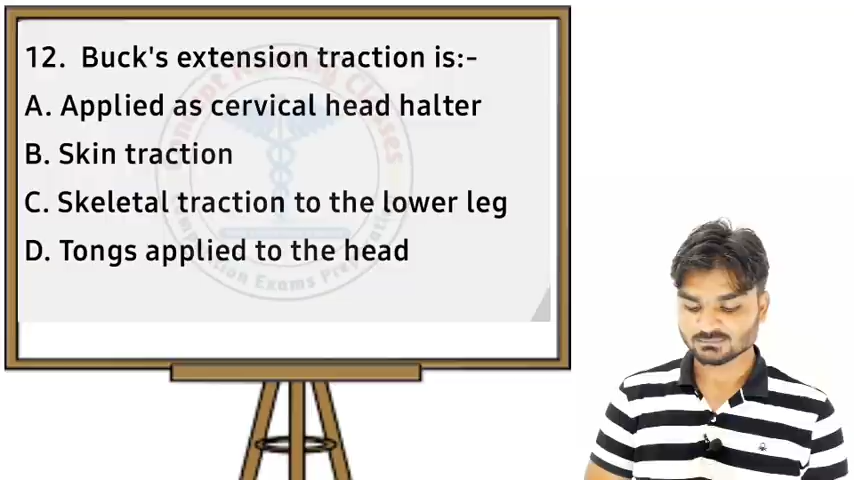 12. Buck's extension traction is:-
A. Applied as cervical head halter
B. Skin traction
C. Skeletal traction to the lower leg
D. Tongs applied to the head